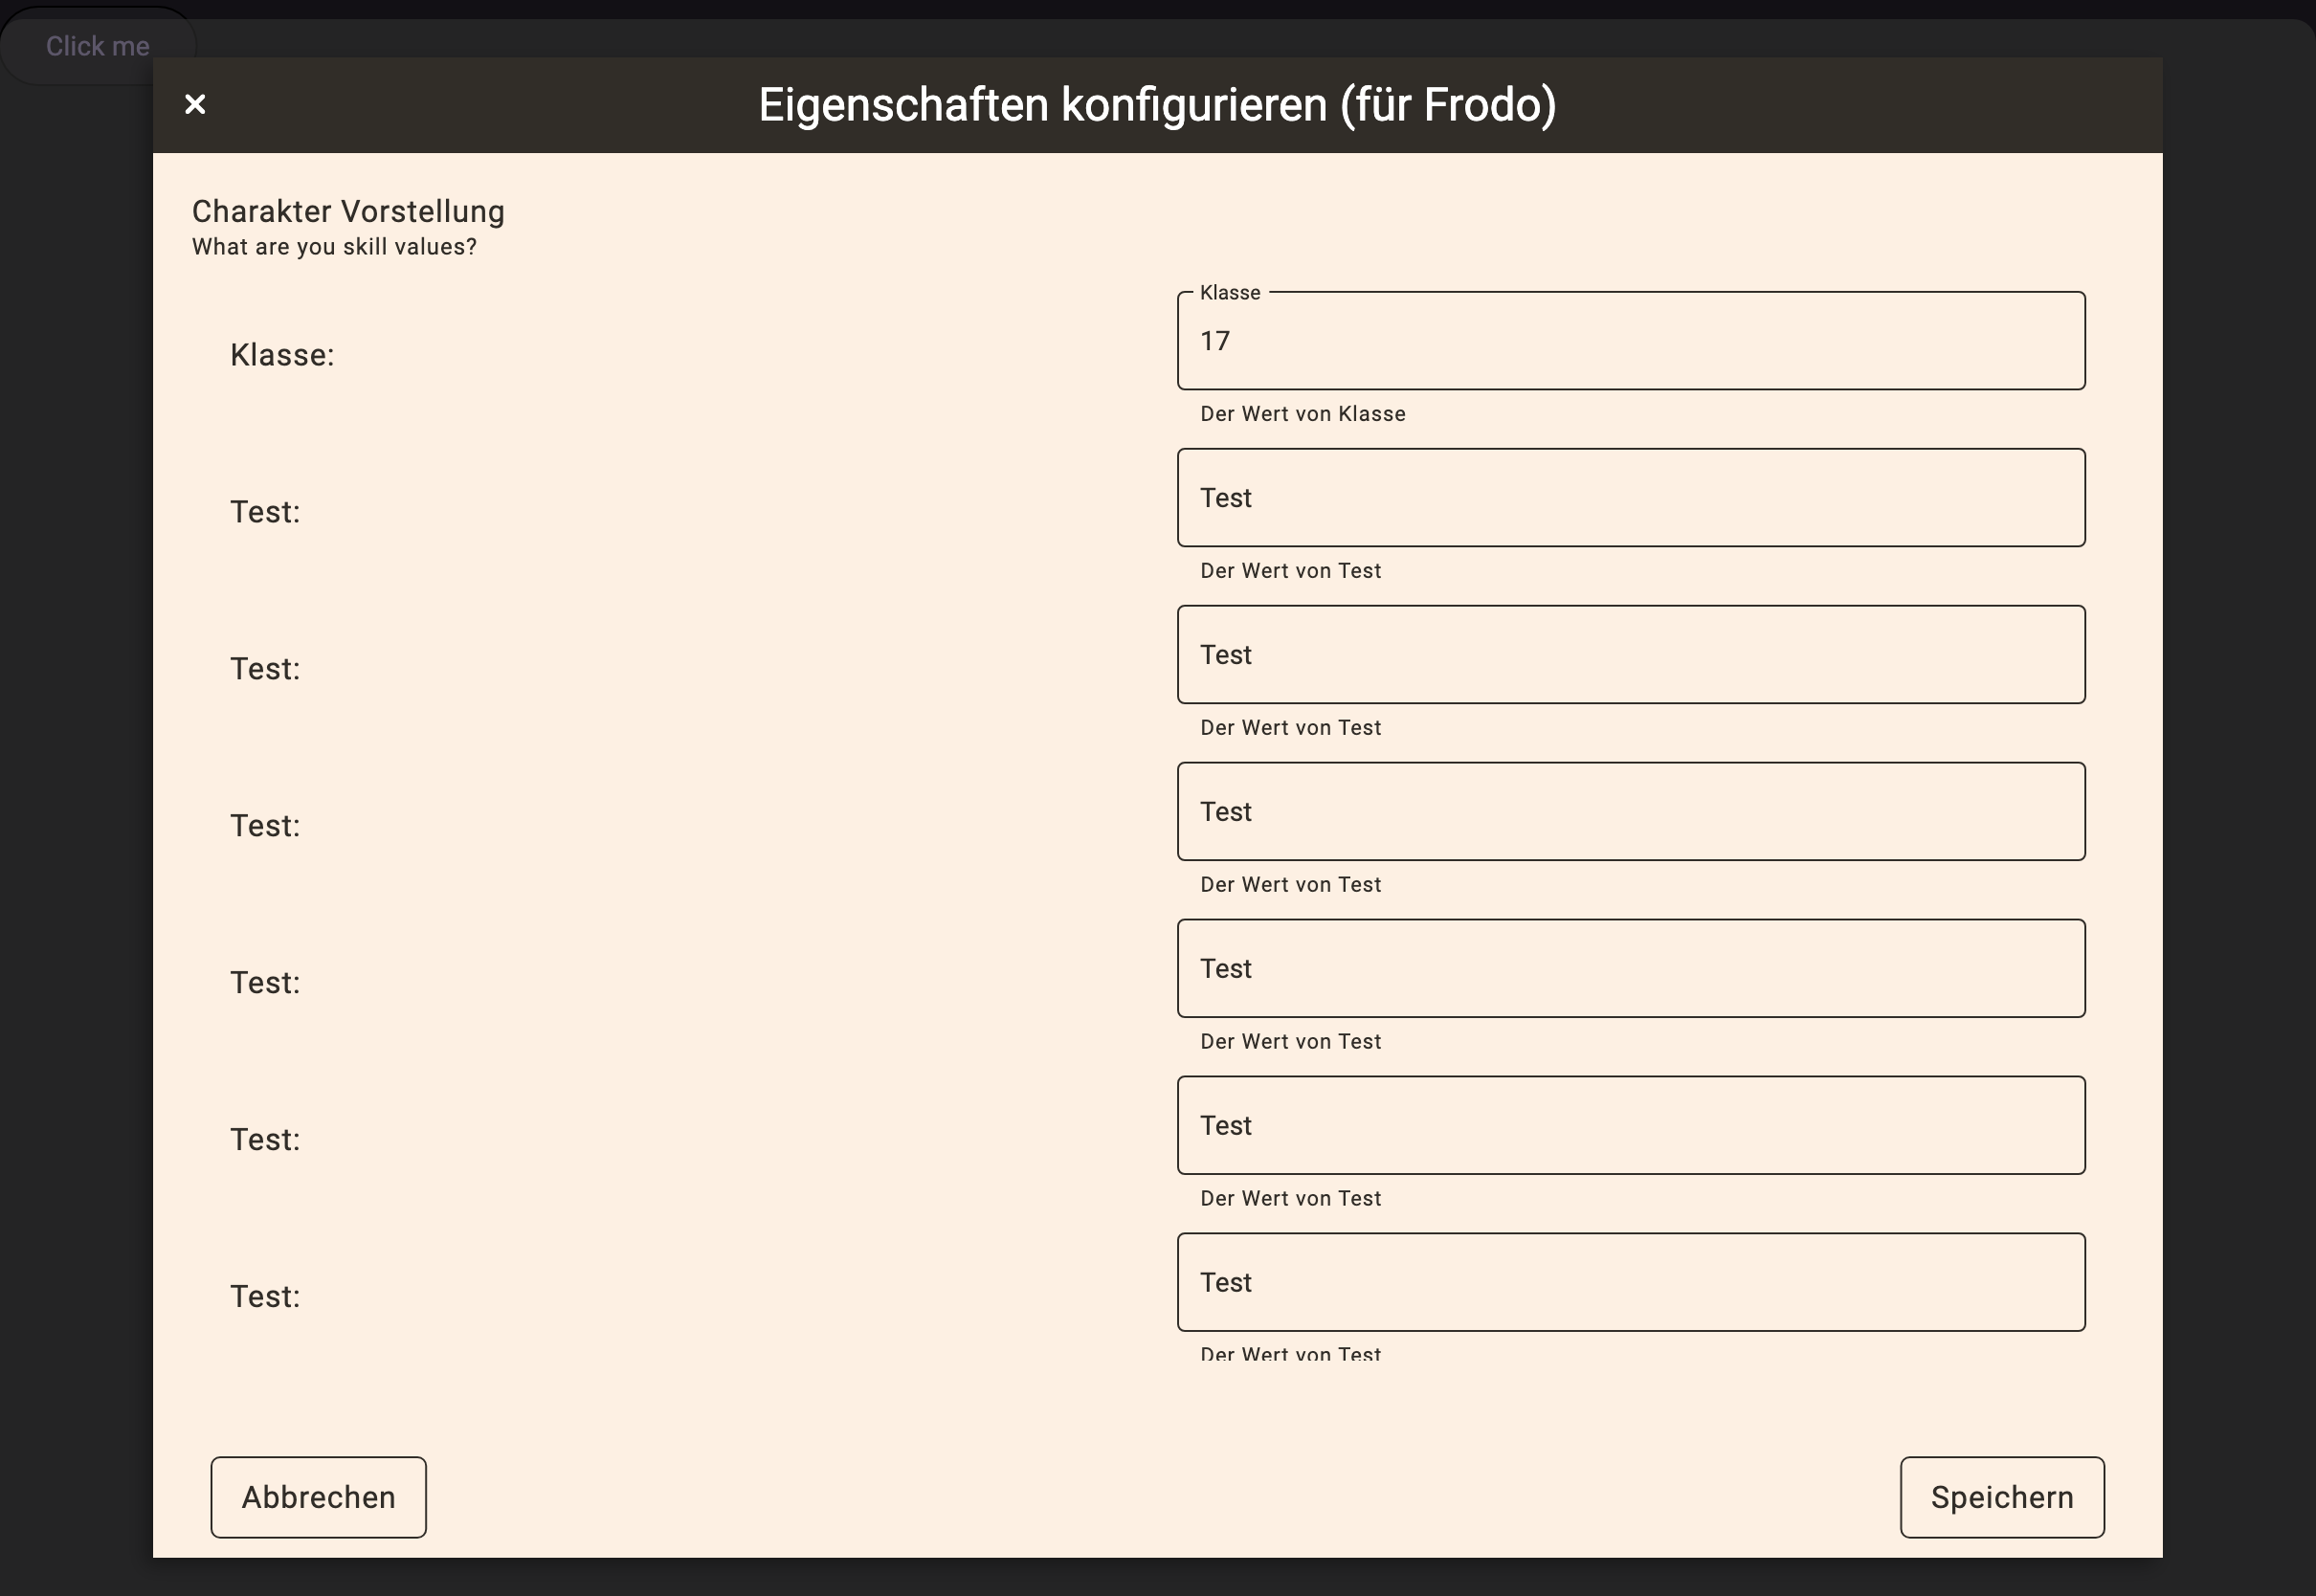 Click me
Eigenschaften konfigurieren (für Frodo)
Charakter Vorstellung
What are you skill values?
Klasse
Klasse:
17
Der Wert von Klasse
Test:
Test
Der Wert von Test
Test:
Test
Der Wert von Test
Test:
Test
Der Wert von Test
Test:
Test
Der Wert von Test
Test:
Test
Der Wert von Test
Test:
Test
Der Wert von Test
Abbrechen
Speichern